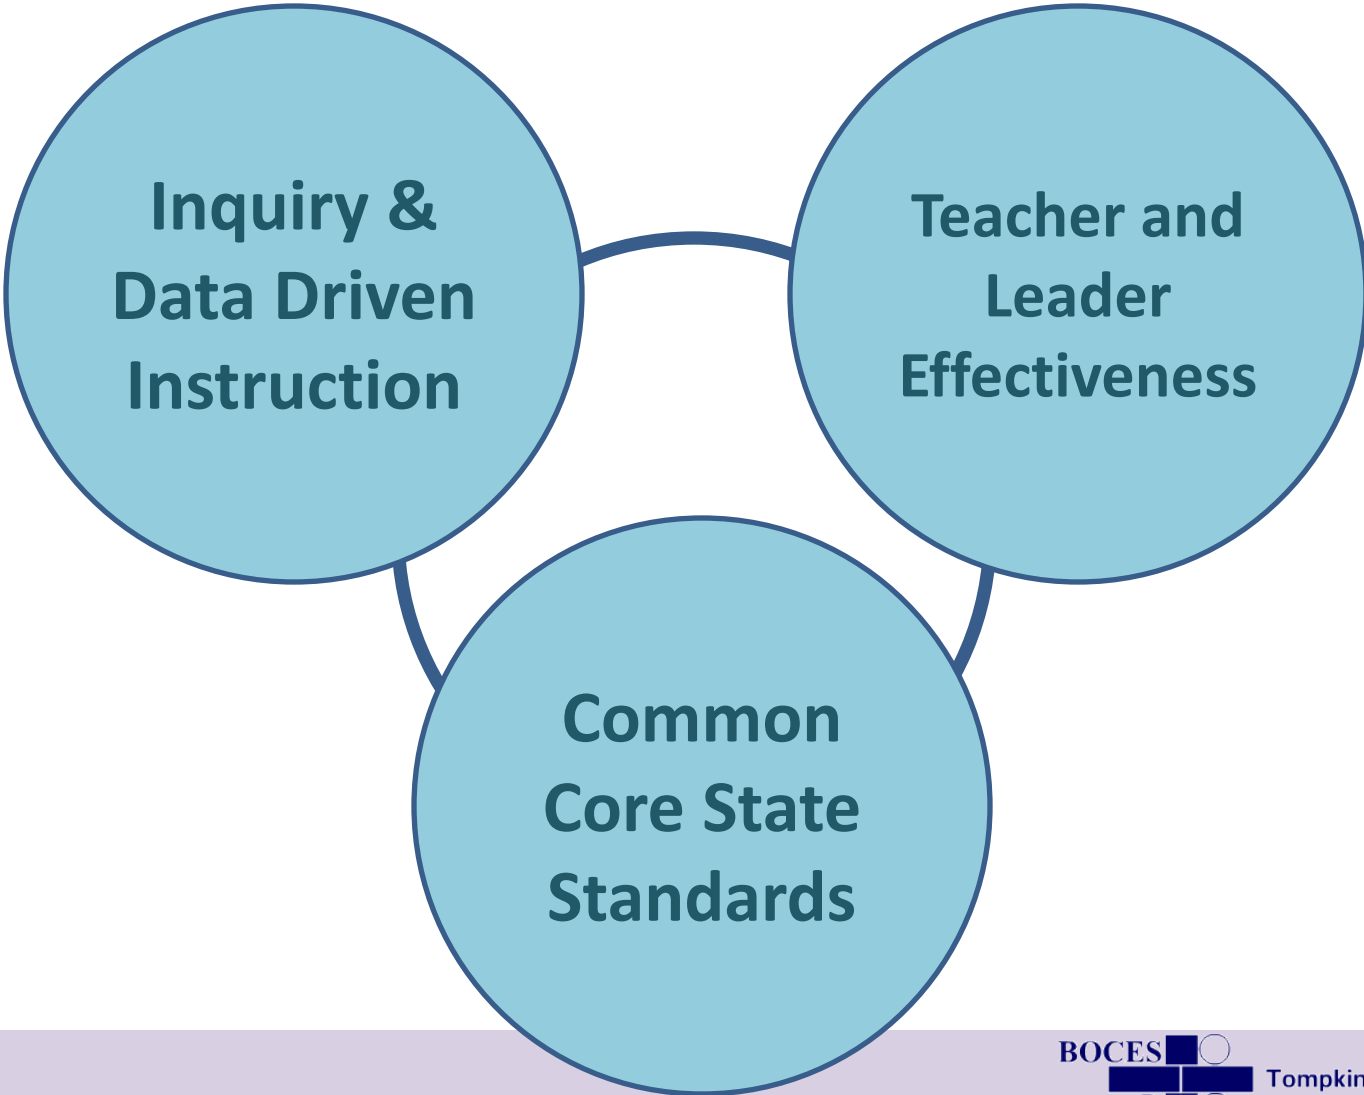 Inquiry &
Data Driven
Instruction
Teacher and
Leader
Effectiveness
Common
Core State
Standards
BOCES
Tompkin